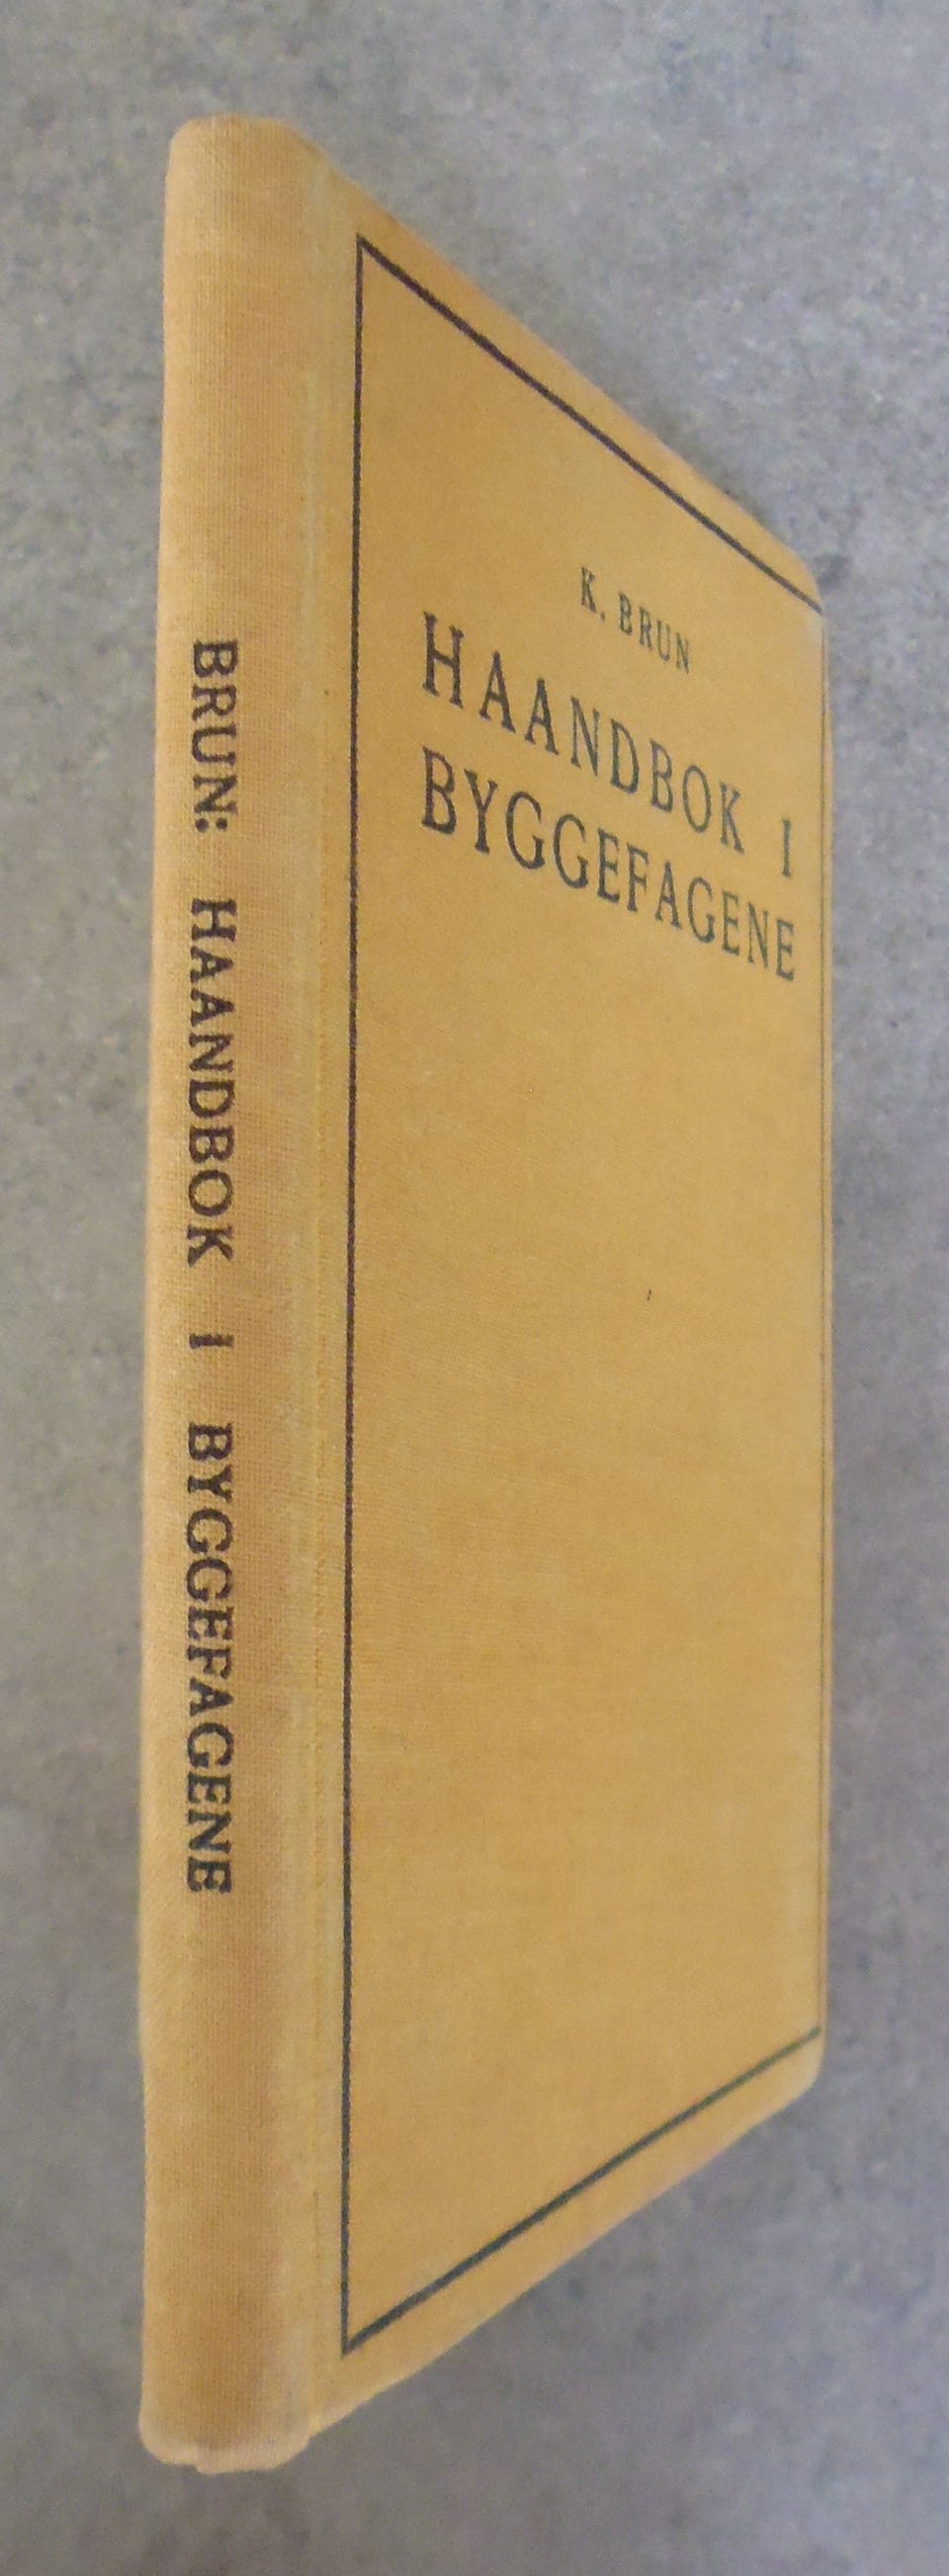 K. BRUN
HAANDBOK I
BYGGEFAGENE
BRUN: HAANDBOK I BYGGEFAGENE